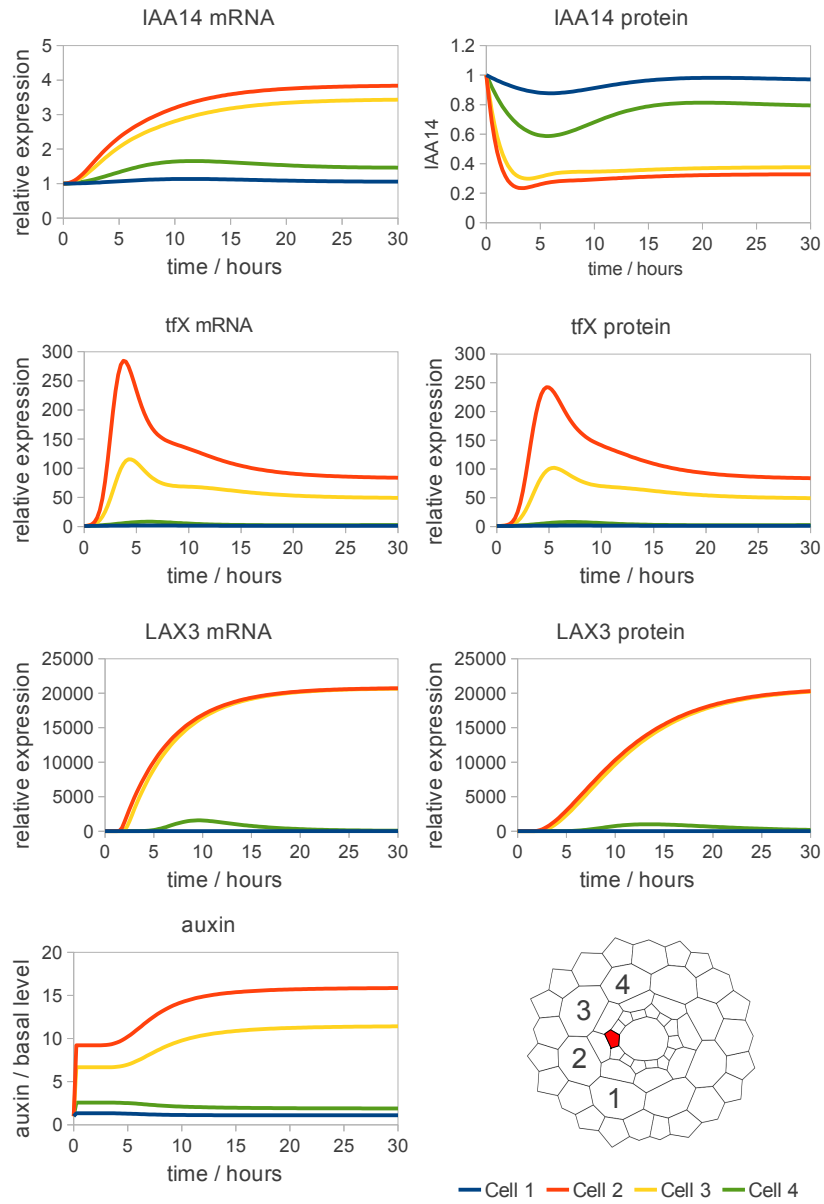 IAA14 mRNA
relative expression
5
4
3
2
1
0
0 5 10 15 20 25 30
time / hours
IAA14 protein
IAA14
1.2
1
0.8
0.6
0.4
0.2
0
0 5 10 15 20 25 30
time / hours
tfX mRNA
relative expression
300
250
200
150
100
50
0
0 5 10 15 20 25 30
time / hours
tfX protein
relative expression
300
250
200
150
100
50
0
0 5 10 15 20 25 30
time / hours
LAX3 mRNA
relative expression
25000
20000
15000
10000
5000
0
0 5 10 15 20 25 30
time / hours
LAX3 protein
relative expression
25000
20000
15000
10000
5000
0
0 5 10 15 20 25 30
time / hours
auxin
auxin / basal level
20
15
10
5
0
0 5 10 15 20 25 30
time / hours
4
3
2
1
Cell 1 Cell 2 Cell 3 Cell 4